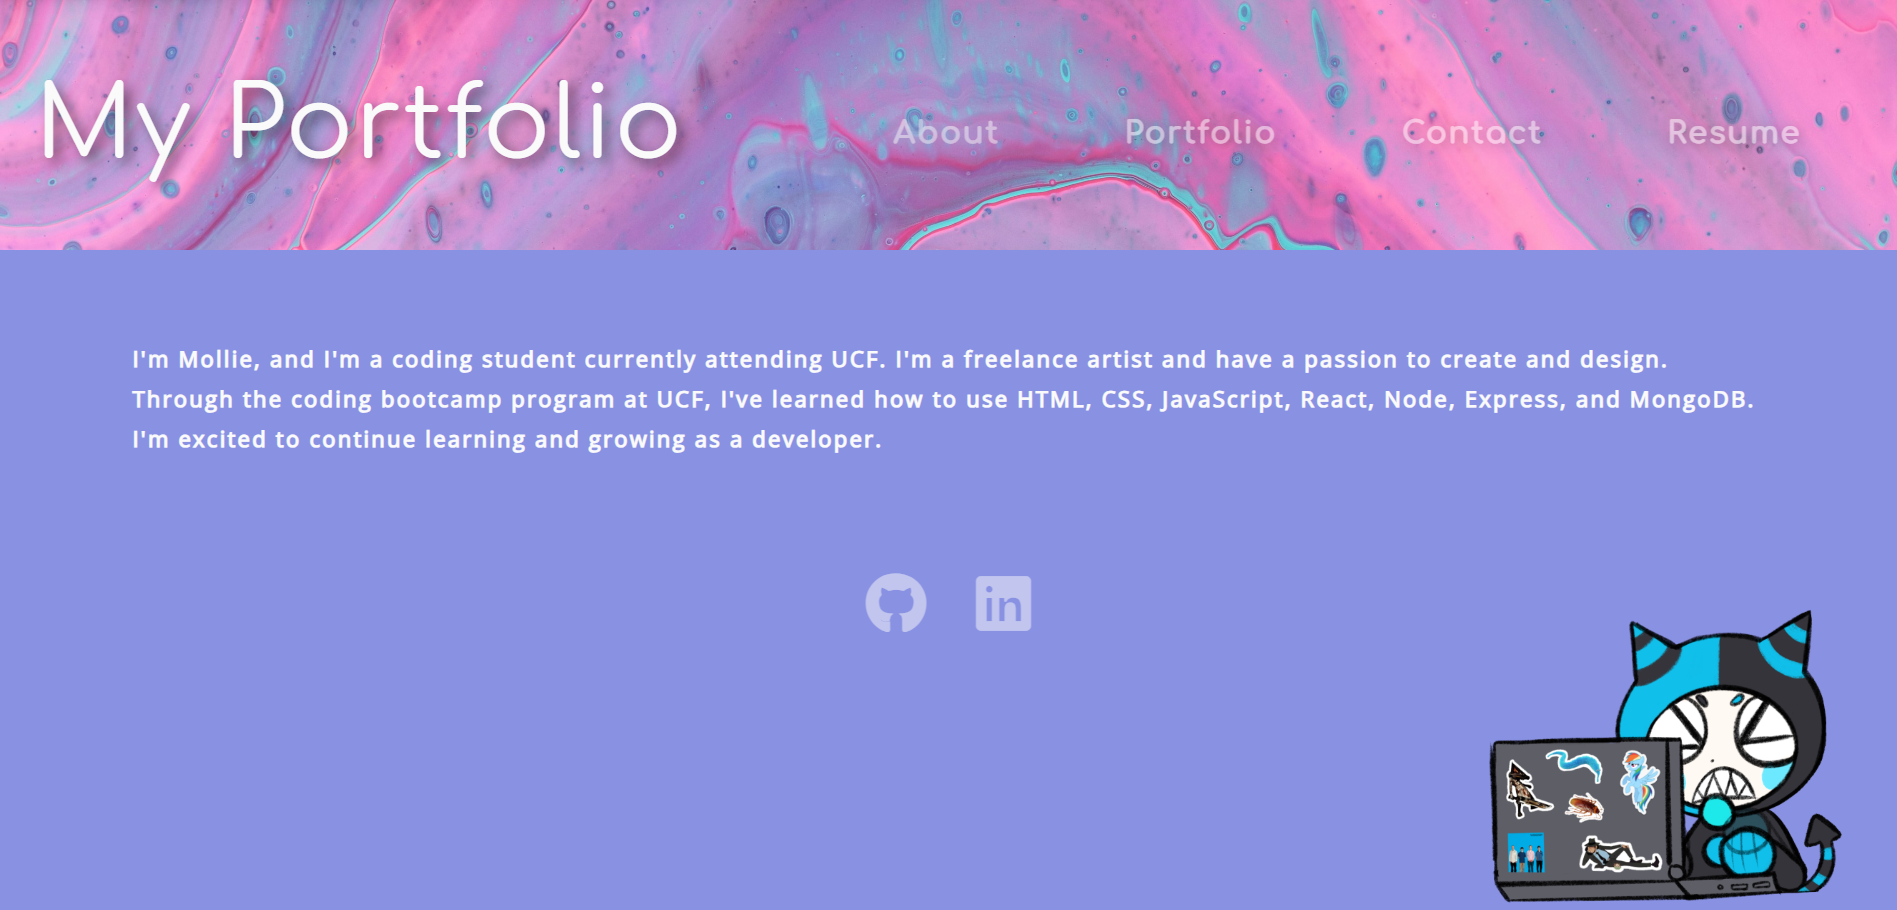 My Portfolio
About
Portfolio
Contact
Resume
I'm Mollie, and I'm a coding student currently attending UCF. I'm a freelance artist and have a passion to create and design.
Through the coding bootcamp program at UCF, I've learned how to use HTML, CSS, JavaScript, React, Node, Express, and MongoDB.
I'm excited to continue learning and growing as a developer.
in